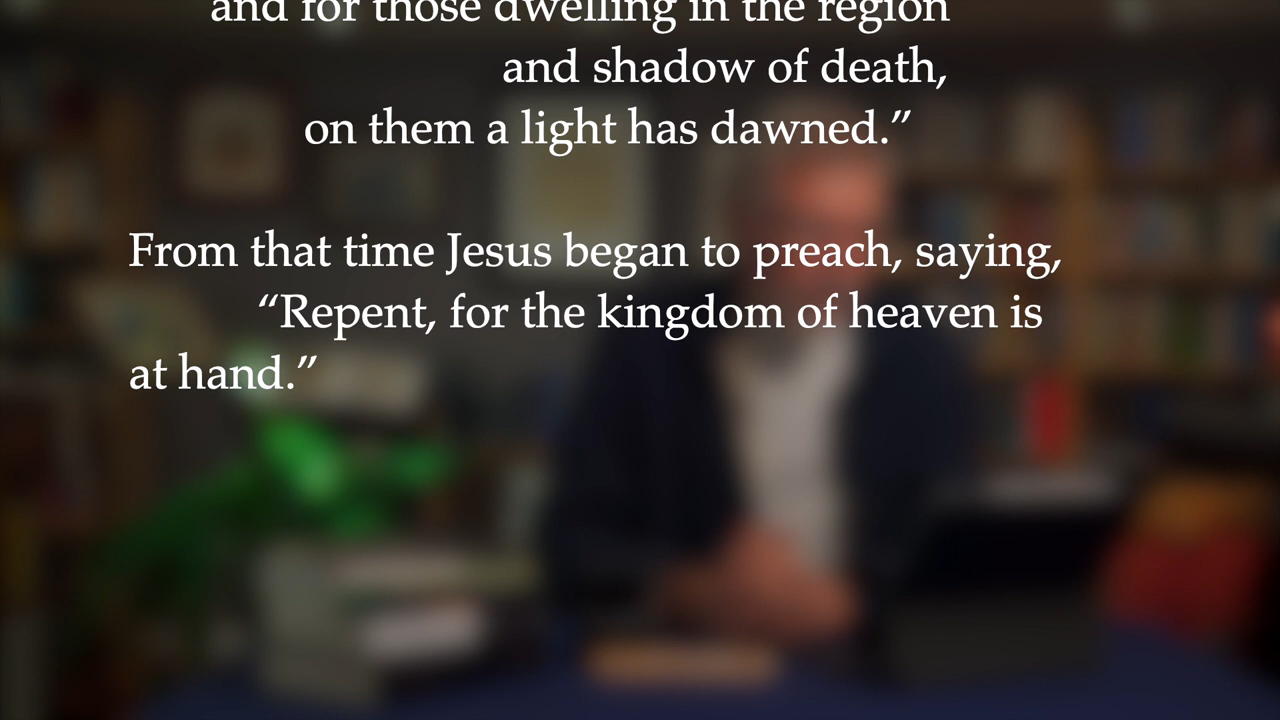 and for those dwelling in the region
and shadow of death,
on them a light has dawned.”
From that time Jesus began to preach, saying,
“Repent, for the kingdom of heaven is
at hand.”